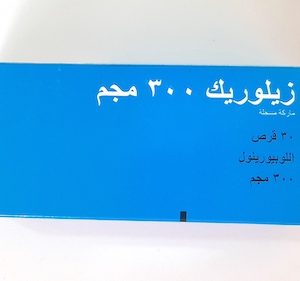 زيلوريك ٣٠٠ مجم
ماركة مسجلة
٣٠ قرص
اللوبيورينول
٣٠٠ مجم